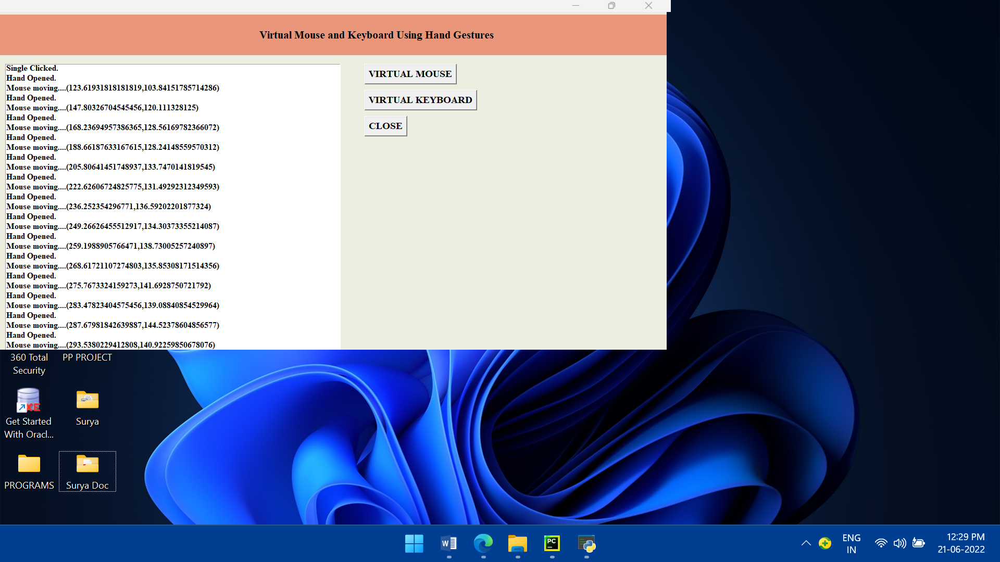 Virtual Mouse and Keyboard Using Hand Gestures
Single Clicked.
Hand Opened.
Mouse moving....(123.61931818181819,103.84151785714286)
Hand Opened.
Mouse moving....(147.80326704545456,120.111328125)
Hand Opened.
Mouse moving....(168.23694957386365,128.56169782366072)
Hand Opened.
Mouse moving....(188.66187633167615,128.24148559570312)
Hand Opened.
Mouse moving....(205.80641451748937,133.7470141819545)
Hand Opened.
Mouse moving....(222.62606724825775,131.49292312349593)
Hand Opened.
Mouse moving....(236.252354296771,136.59202201877324)
Hand Opened.
Mouse moving....(249.26626455512917,134.30373355214087)
Hand Opened.
Mouse moving....(259.1988905766471,138.73005257240897)
Hand Opened.
Mouse moving....(268.61721107274803,135.85308171514356)
Hand Opened.
Mouse moving....(275.7673324159273,141.6928750721792)
Hand Opened.
Mouse moving....(283.47823404575456,139.08840854529964)
Hand Opened.
Mouse moving....(287.67981842639887,144.52378604856577)
Hand Opened.
Mouse moving....(293.5380229412808,140.92259850678076)
VIRTUAL MOUSE
VIRTUAL KEYBOARD
CLOSE
360 Total
Security
PP PROJECT
XE
Get Started
With Oracl...
Surya
PROGRAMS
Surya Doc
W
PC
ENG
IN
12:29 PM
21-06-2022